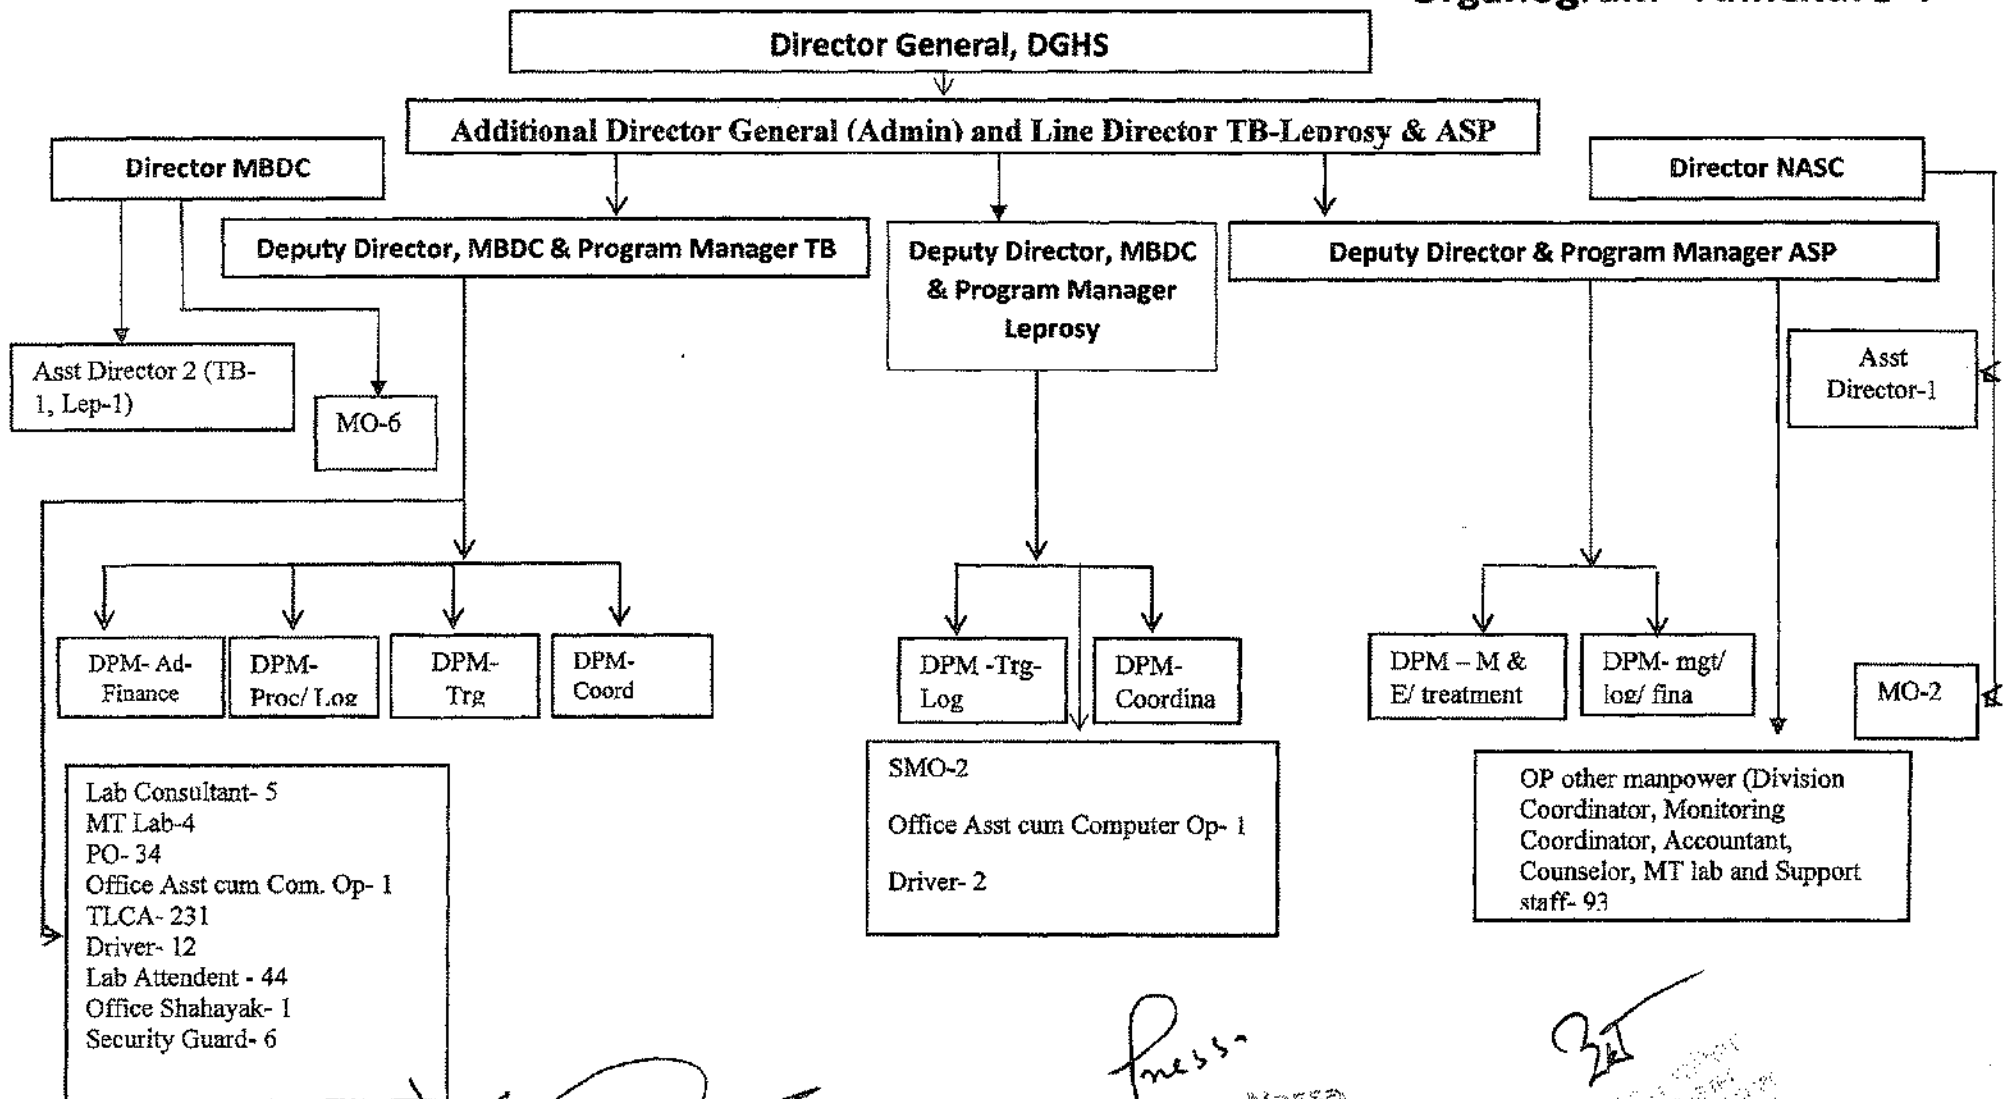 Director General, DGHS
Additional Director General (Admin) and Line Director TB-Leprosy & ASP
Director MBDC
Director NASC
Deputy Director, MBDC & Program Manager TB
Deputy Director, MBDC
& Program Manager
Leprosy
Deputy Director & Program Manager ASP
Asst Director 2 (TB-
1, Lep-1)
MO-6
Asst
Director-1
DPM- Ad-
Finance
DPM-
Proc/ Log
DPM-
Trg
DPM-
Coord
DPM -Trg-
Log
DPM-
Coordina
DPM – M &
E/ treatment
DPM- mgt/
log/ fina
MO-2
Lab Consultant- 5
MT Lab-4
PO- 34
Office Asst cum Com. Op- 1
TLCA- 231
Driver- 12
Lab Attendent - 44
Office Shahayak- 1
Security Guard- 6
SMO-2
Office Asst cum Computer Op- 1
Driver- 2
OP other manpower (Division
Coordinator, Monitoring
Coordinator, Accountant,
Counselor, MT lab and Support
staff- 93